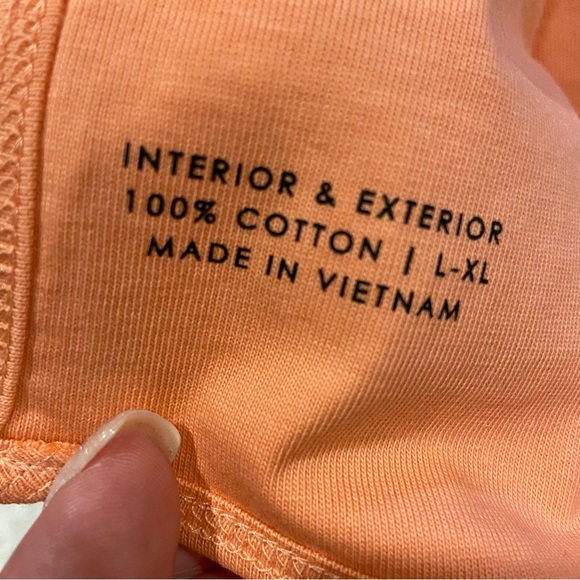 INTERIOR & EXTERIOR
100% COTTON | L-XL
MADE IN VIETNAM